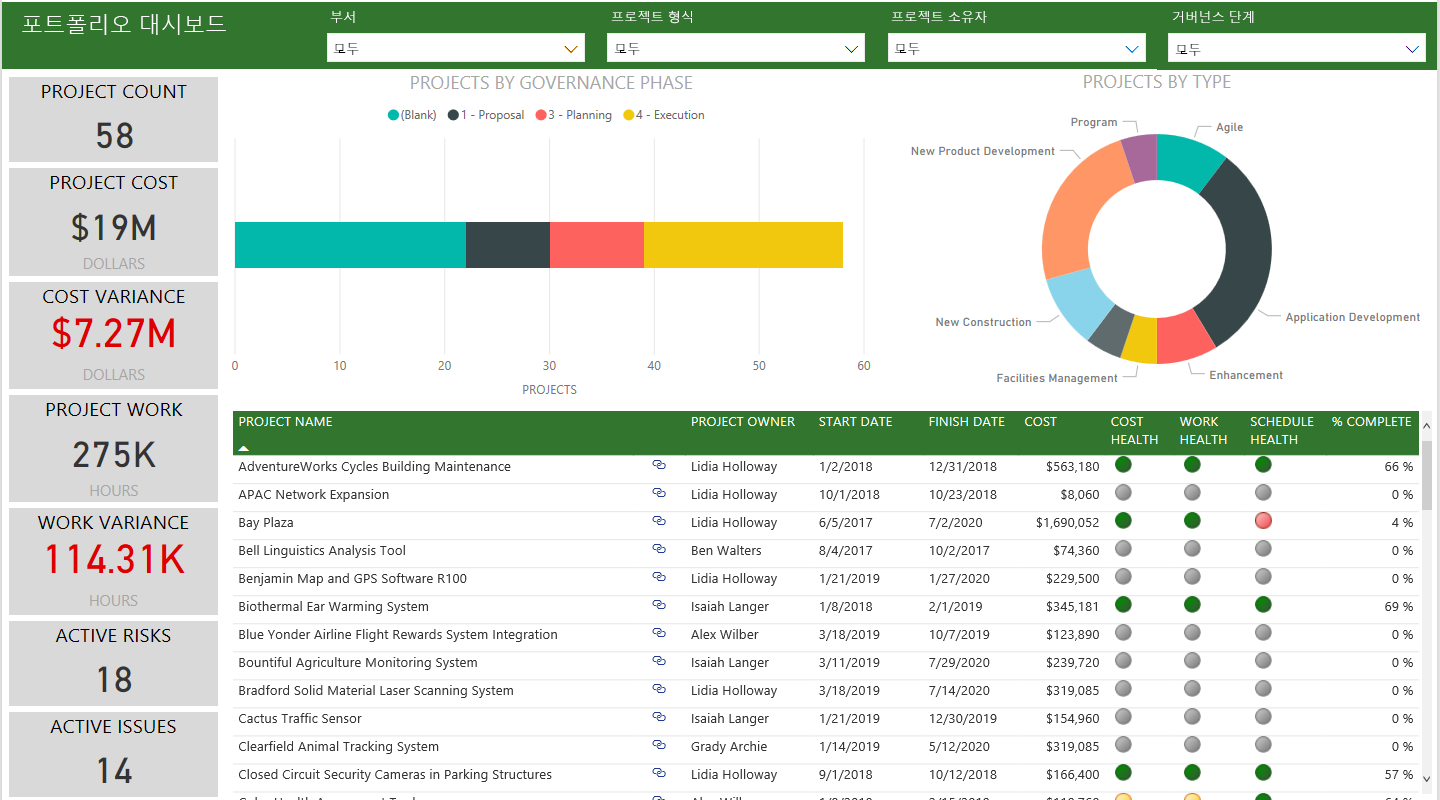 포트폴리오 대시보드
부서
프로젝트 형식
프로젝트 소유자
거버넌스 단계
모두
모두
모두
모두
PROJECT COUNT
58
PROJECT COST
$19M
DOLLARS
COST VARIANCE
$7.27M
DOLLARS
PROJECT WORK
275K
HOURS
WORK VARIANCE
114.31K
HOURS
ACTIVE RISKS
18
ACTIVE ISSUES
14
PROJECTS BY GOVERNANCE PHASE
(Blank) 1 - Proposal 3 - Planning 4 - Execution
0 10 20 30 40 50 60
PROJECTS
PROJECTS BY TYPE
Program
Agile
New Product Development
New Construction
Application Development
Facilities Management
Enhancement
PROJECT NAME PROJECT OWNER START DATE FINISH DATE COST COST HEALTH WORK HEALTH SCHEDULE HEALTH % COMPLETE
AdventureWorks Cycles Building Maintenance Lidia Holloway 1/2/2018 12/31/2018 $563,180 66 %
APAC Network Expansion Lidia Holloway 10/1/2018 10/23/2018 $8,060 0 %
Bay Plaza Lidia Holloway 6/5/2017 7/2/2020 $1,690,052 4 %
Bell Linguistics Analysis Tool Ben Walters 8/4/2017 10/2/2017 $74,360 0 %
Benjamin Map and GPS Software R100 Lidia Holloway 1/21/2019 1/27/2020 $229,500 0 %
Biothermal Ear Warming System Isaiah Langer 1/8/2018 2/1/2019 $345,181 69 %
Blue Yonder Airline Flight Rewards System Integration Alex Wilber 3/18/2019 10/7/2019 $123,890 0 %
Bountiful Agriculture Monitoring System Isaiah Langer 3/11/2019 7/29/2020 $239,720 0 %
Bradford Solid Material Laser Scanning System Lidia Holloway 3/18/2019 7/14/2020 $319,085 0 %
Cactus Traffic Sensor Isaiah Langer 1/21/2019 12/30/2019 $154,960 0 %
Clearfield Animal Tracking System Grady Archie 1/14/2019 5/12/2020 $319,085 0 %
Closed Circuit Security Cameras in Parking Structures Lidia Holloway 9/1/2018 10/12/2018 $166,400 57 %